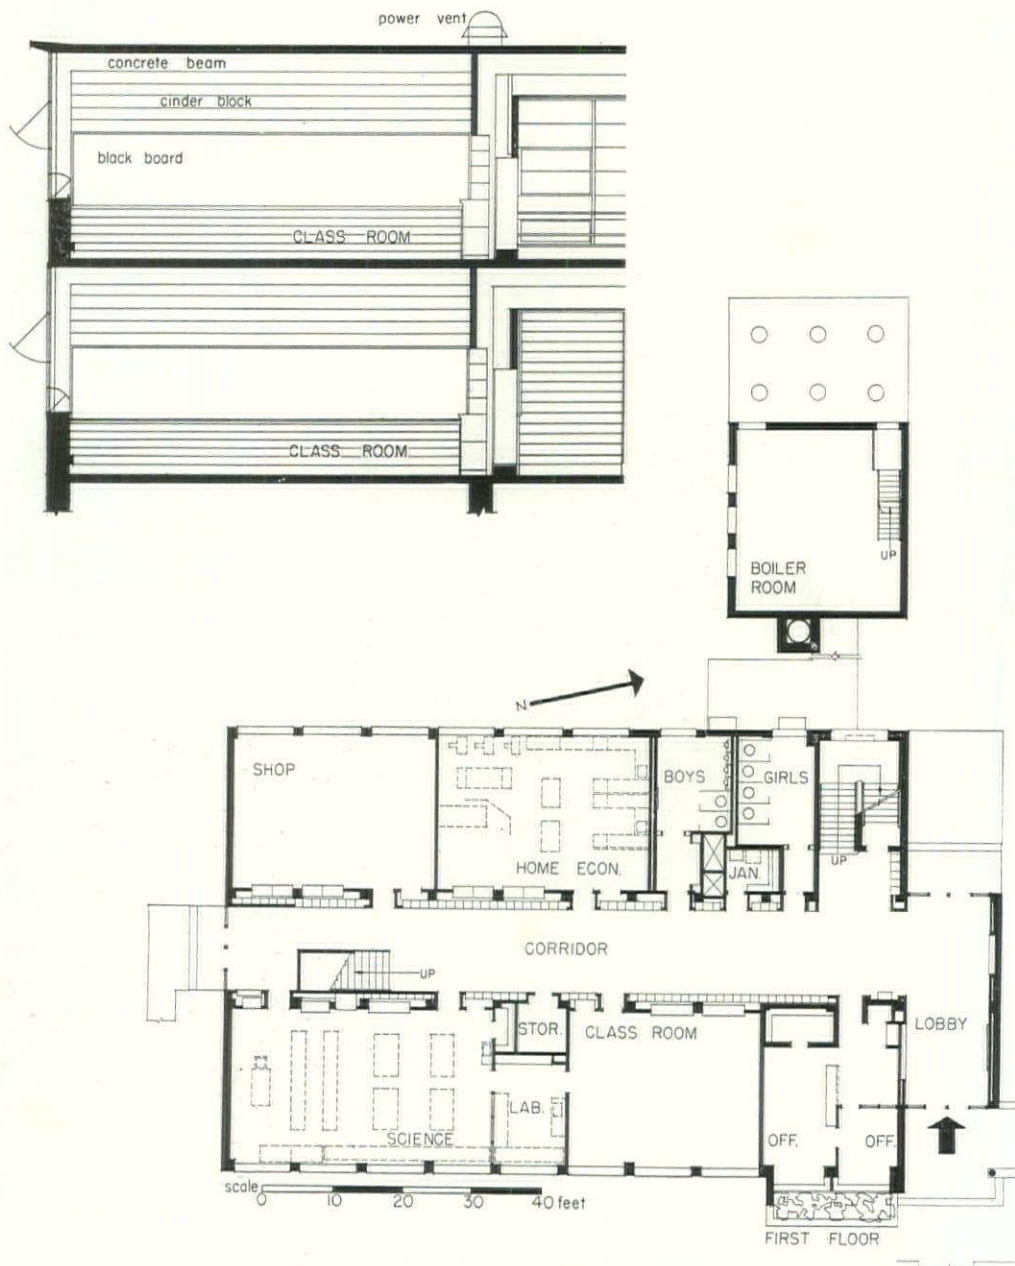 power vent
concrete beam
cinder block
black board
CLASS ROOM
CLASS ROOM
UP
BOILER
ROOM
N
SHOP
BOYS
GIRLS
HOME ECON.
JAN.
UP
CORRIDOR
UP
STOR.
CLASS ROOM
LOBBY
LAB.
SCIENCE
OFF.
OFF.
scale
0 10 20 30 40 feet
FIRST FLOOR